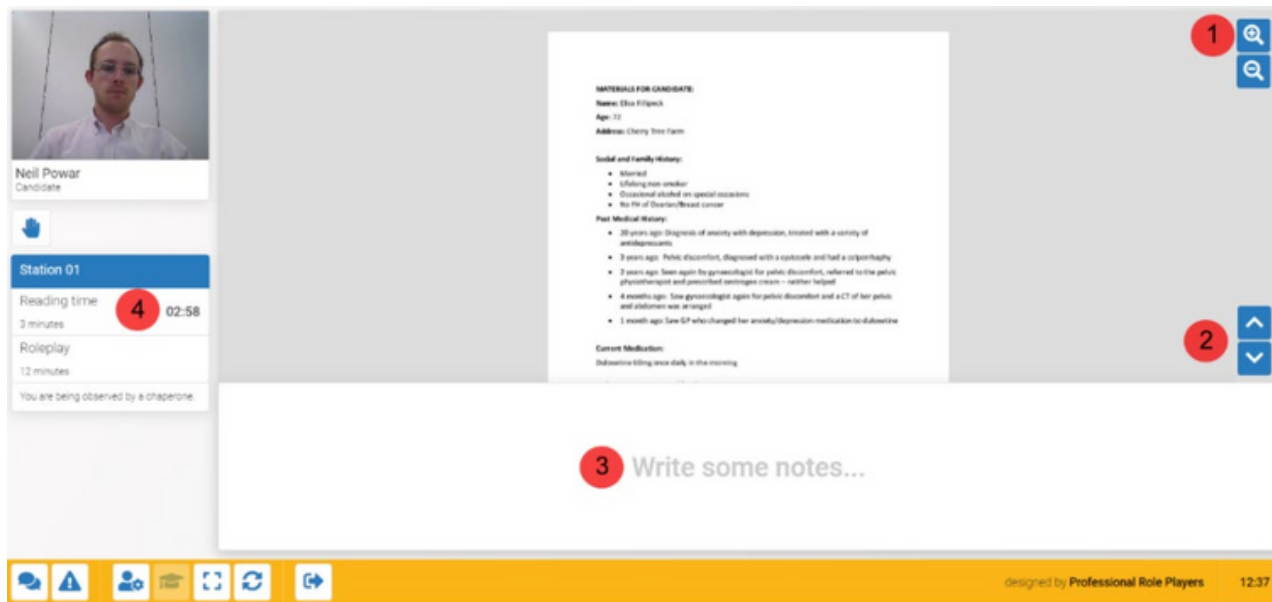 1
MATERIALS FOR CANDIDATE:
Name: Elsa Filipeck
Age: 72
Address: Cherry Tree Farm
Social and Family History:
• Married
• Lifelong non-smoker
• Occasional alcohol on special occasions
• No FH of Ovarian/Breast cancer
Past Medical History:
• 20 years ago: Diagnosis of anxiety with depression, treated with a variety of
antidepressants
• 3 years ago: Pelvic discomfort, diagnosed with a cystocele and had a colporrhaphy
• 2 years ago: Seen again by gynaecologist for pelvic discomfort, referred to the pelvic
physiotherapist and prescribed oestrogen cream – neither helped
• 4 months ago: Saw gynaecologist again for pelvic discomfort and a CT of her pelvis
and abdomen was arranged
• 1 month ago: Saw GP who changed her anxiety/depression medication to duloxetine
Current Medication:
Duloxetine 60mg once daily in the morning
Neil Powar
Candidate
Station 01
Reading time
4
02:58
3 minutes
Roleplay
12 minutes
You are being observed by a chaperone.
2
3
Write some notes...
designed by Professional Role Players
12:37